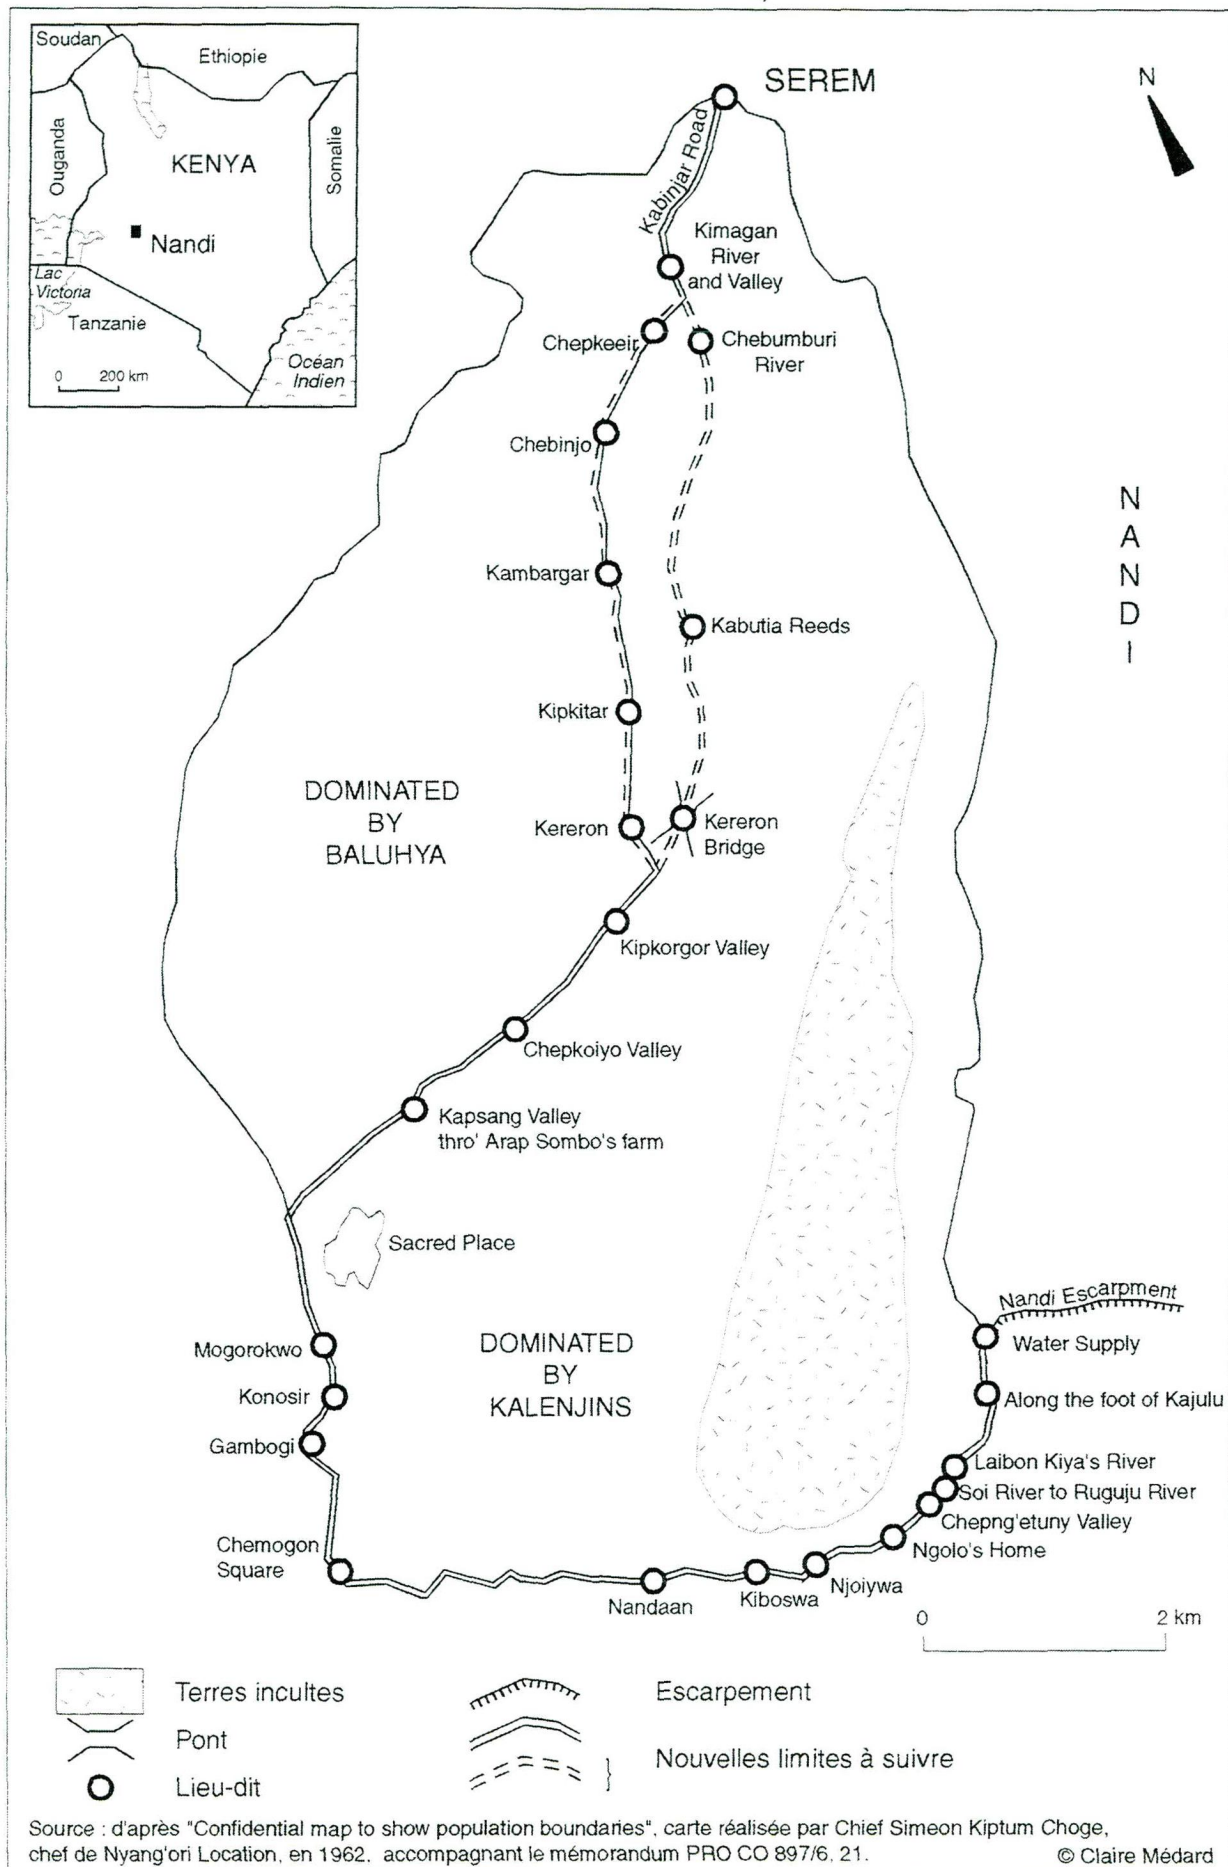 Soudan
Ethiopie
Ouganda
KENYA
Somalie
Nandi
Lac
Victoria
Tanzanie
Océan
Indien
0 200 km
SEREM
N
Kabinjar Road
Kimagan
River
and Valley
Chepkeeir
Chebumburi
River
Chebinjo
NANDI
Kambargar
Kabutia Reeds
Kipkitar
DOMINATED
BY
BALUHYA
Kereron
Kereron
Bridge
Kipkorgor Valley
Chepkoiyo Valley
Kapsang Valley
thro' Arap Sombo's farm
Sacred Place
Nandi Escarpment
Mogorokwo
DOMINATED
BY
KALENJINS
Water Supply
Konosir
Along the foot of Kajulu
Gambogi
Laibon Kiya's River
Soi River to Ruguju River
Chepng'etuny Valley
Ngolo's Home
Chemogon
Square
Njoiywa
Kiboswa
Nandaan
0 2 km
Terres incultes
Escarpement
Pont
Nouvelles limites à suivre
Lieu-dit
Source : d'après "Confidential map to show population boundaries", carte réalisée par Chief Simeon Kiptum Choge,
chef de Nyang'ori Location, en 1962. accompagnant le mémorandum PRO CO 897/6, 21.
© Claire Médard